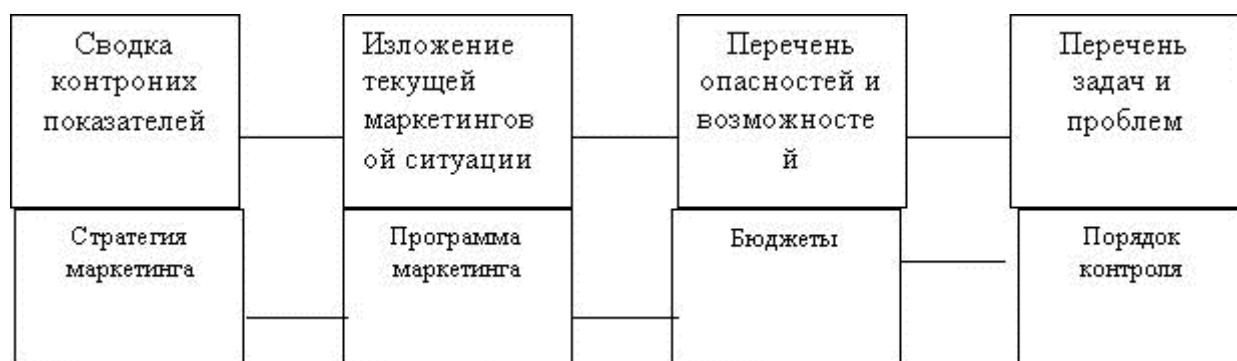 Сводка
контроних
показателей
Изложение
текущей
маркетингов
ой ситуации
Перечень
опасностей и
возможносте
й
Перечень
задач и
проблем
Стратегия
маркетинга
Программа
маркетинга
Бюджеты
Порядок
контроля